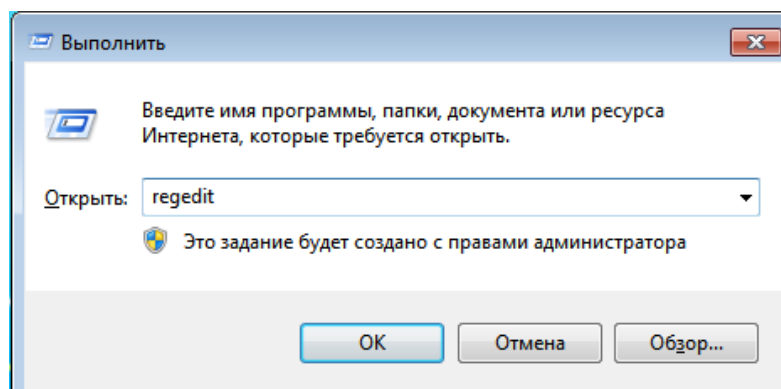 Выполнить
Введите имя программы, папки, документа или ресурса
Интернета, которые требуется открыть.
Открыть: regedit
Это задание будет создано с правами администратора
ОК Отмена Обзор...